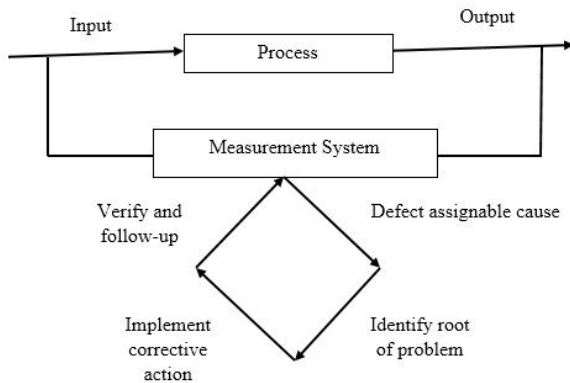 Input
Output
Process
Measurement System
Verify and
follow-up
Defect assignable cause
Implement
corrective
action
Identify root
of problem